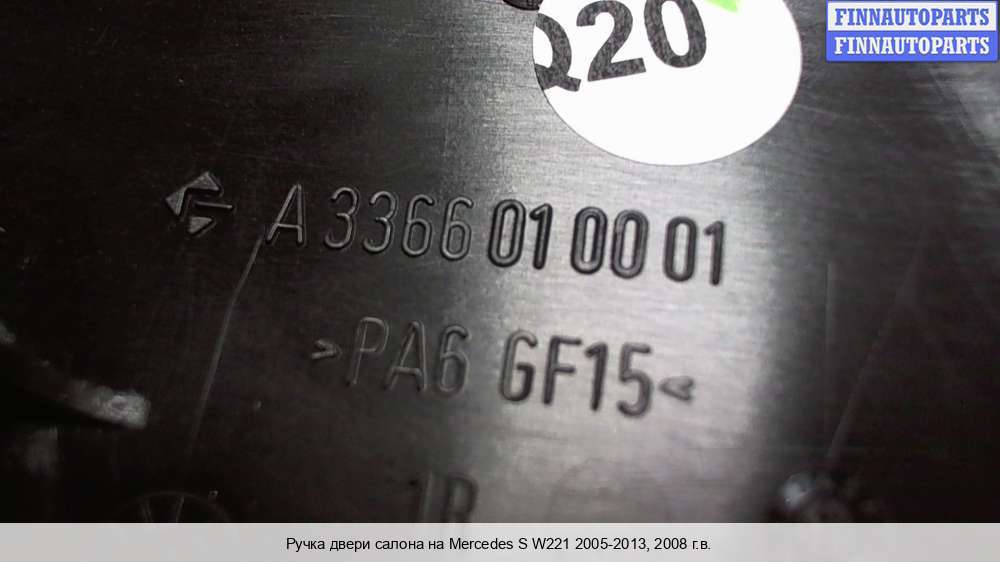 Q20
FINNAUTOPARTS
FINNAUTOPARTS
A 3366 01 00 01
>PA6 GF15<
Ручка двери салона на Mercedes S W221 2005-2013, 2008 г.в.